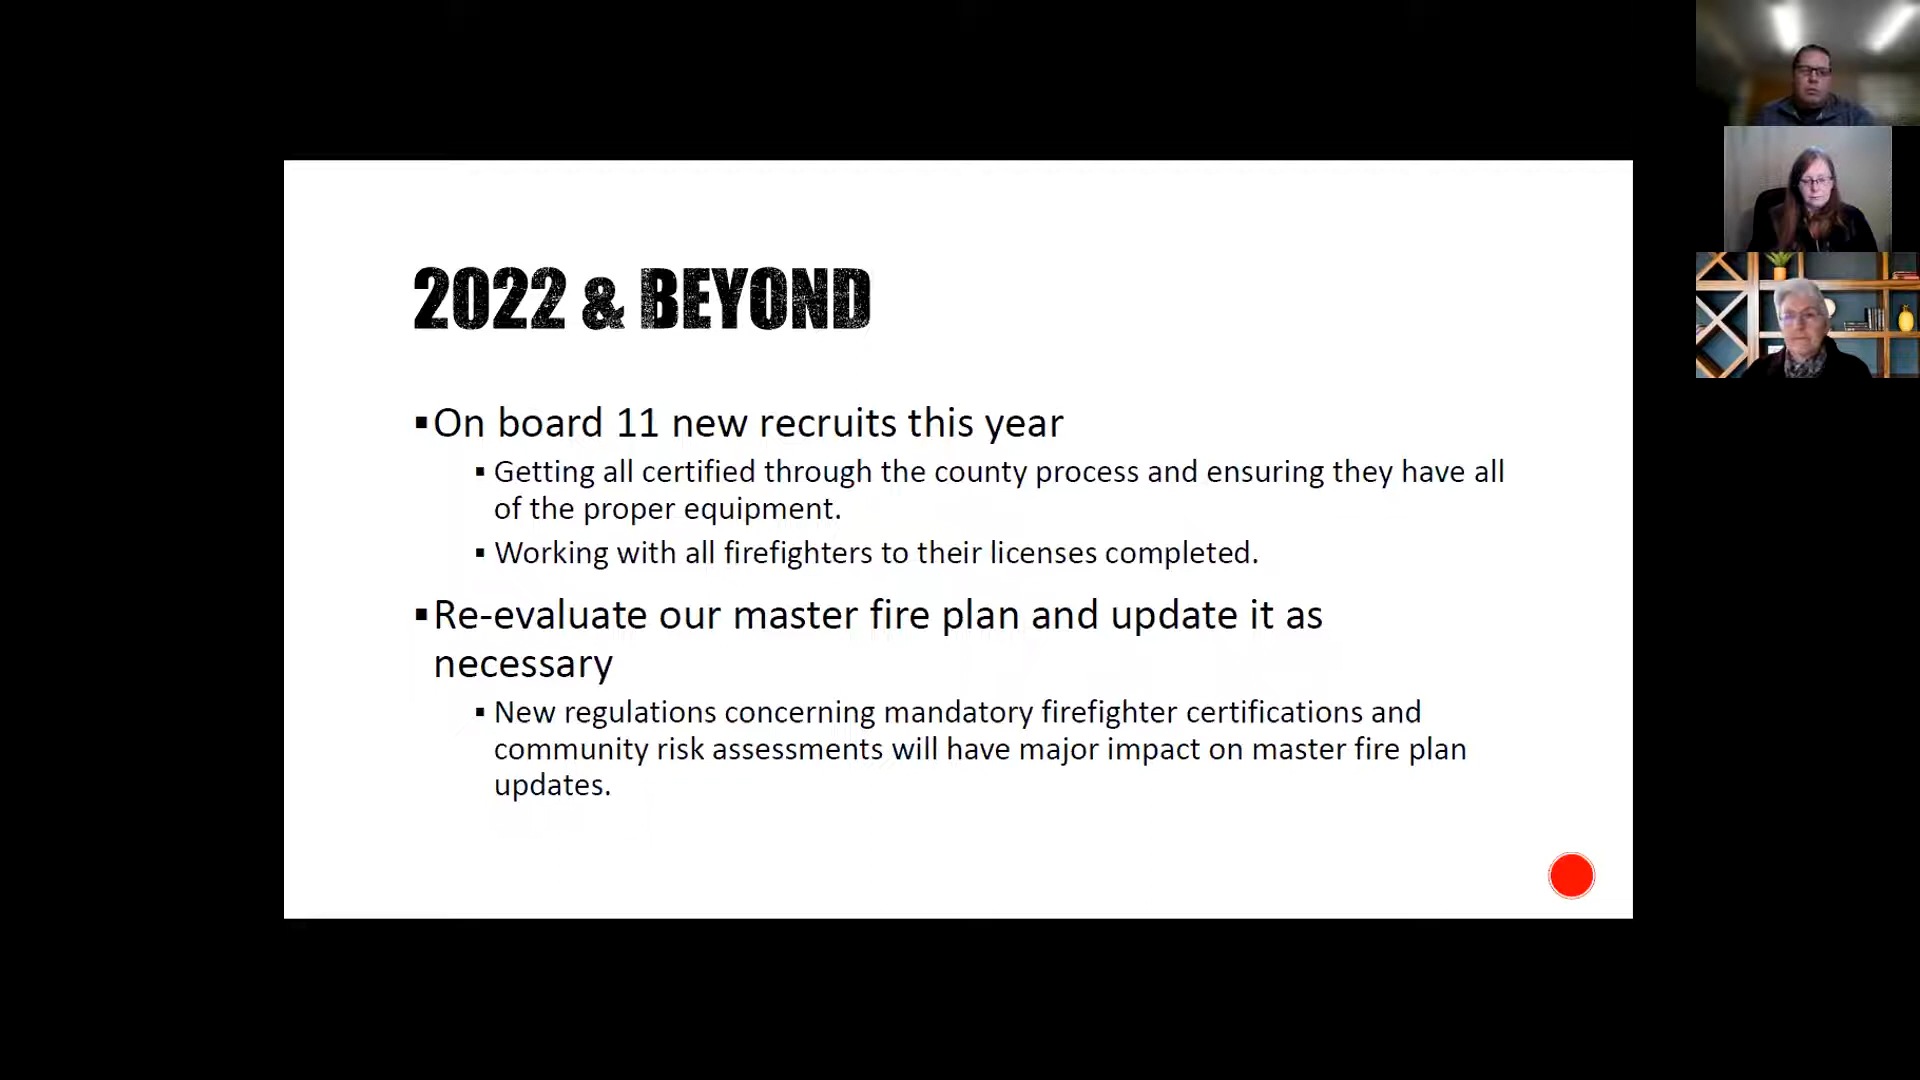 2022 & BEYOND
▪On board 11 new recruits this year
▪ Getting all certified through the county process and ensuring they have all
of the proper equipment.
▪ Working with all firefighters to their licenses completed.
▪Re-evaluate our master fire plan and update it as
necessary
▪ New regulations concerning mandatory firefighter certifications and
community risk assessments will have major impact on master fire plan
updates.